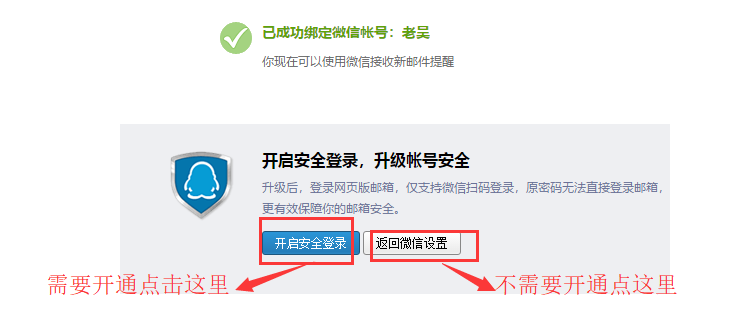 已成功绑定微信帐号：老吴
你现在可以使用微信接收新邮件提醒
开启安全登录，升级帐号安全
升级后，登录网页版邮箱，仅支持微信扫码登录，原密码无法直接登录邮箱，
更有效保障你的邮箱安全。
开启安全登录 返回微信设置
需要开通点击这里 不需要开通点这里